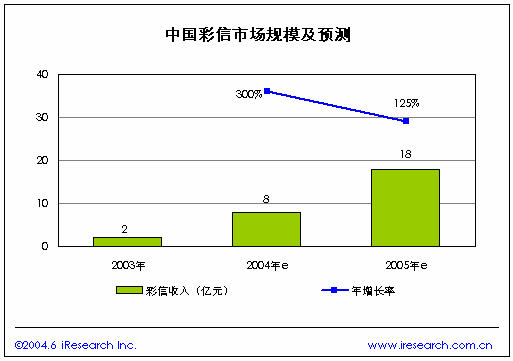 中国彩信市场规模及预测
40
30
20
10
0
300%
125%
2
8
18
2003年
2004年e
2005年e
彩信收入（亿元）
年增长率
©2004.6 iResearch Inc.
www.iresearch.com.cn